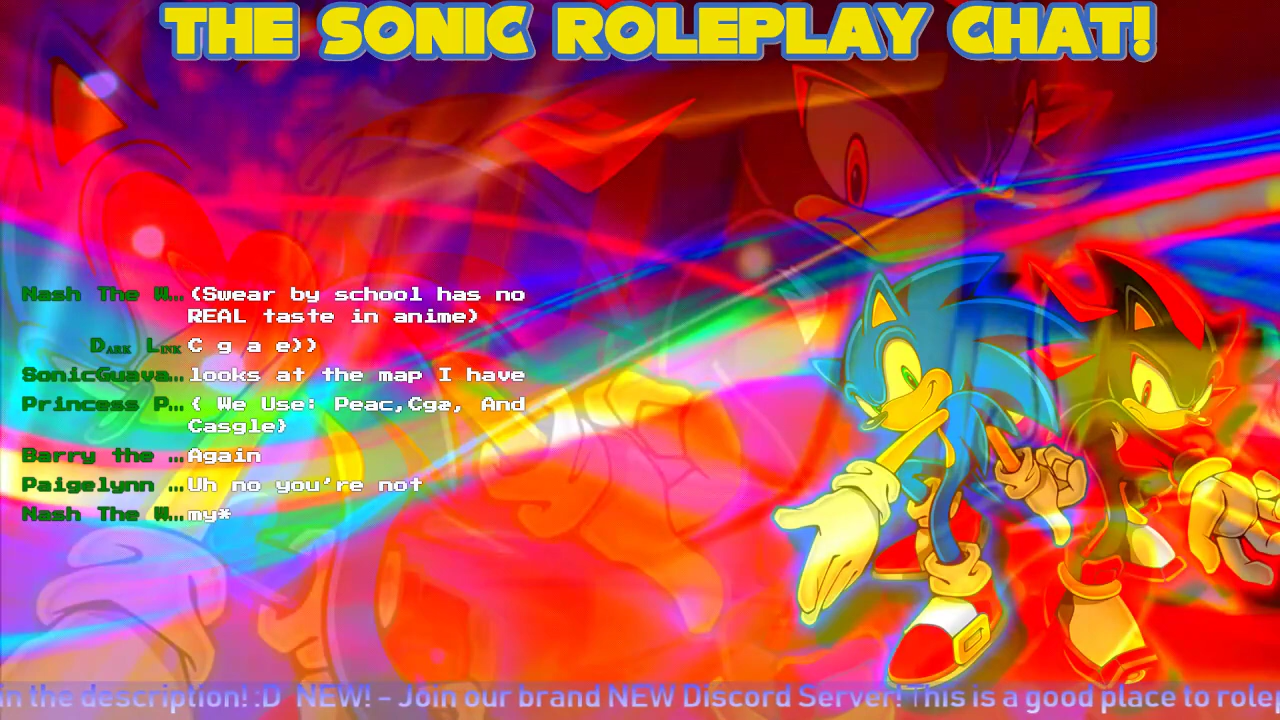 THE SONIC ROLEPLAY CHAT!
Nash The W... (Swear by school has no
REAL taste in anime)
Dark Link C g a e))
SonicGuava... looks at the map I have
Princess P... { We Use: Peac,Cgæ, And
Casgle}
Barry the ... Again
Paigelynn ... Uh no you're not
Nash The W... my*
in the description! :D NEW! - Join our brand NEW Discord Server! This is a good place to rolep